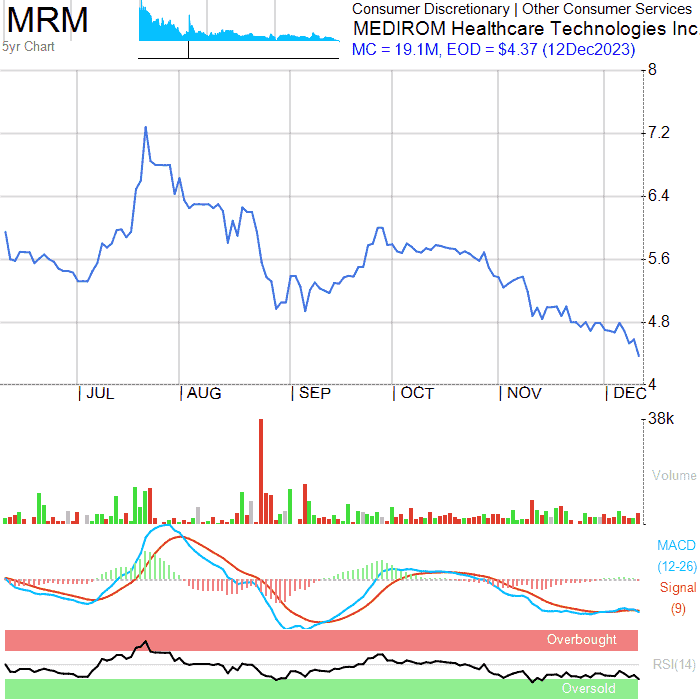 MRM
5yr Chart
Consumer Discretionary | Other Consumer Services
MEDIROM Healthcare Technologies Inc
MC = 19.1M, EOD = $4.37 (12Dec2023)
8
7.2
6.4
5.6
4.8
4
| JUL | AUG | SEP | OCT | NOV | DEC
38k
Volume
MACD
(12-26)
Signal
(9)
Overbought
RSI(14)
Oversold